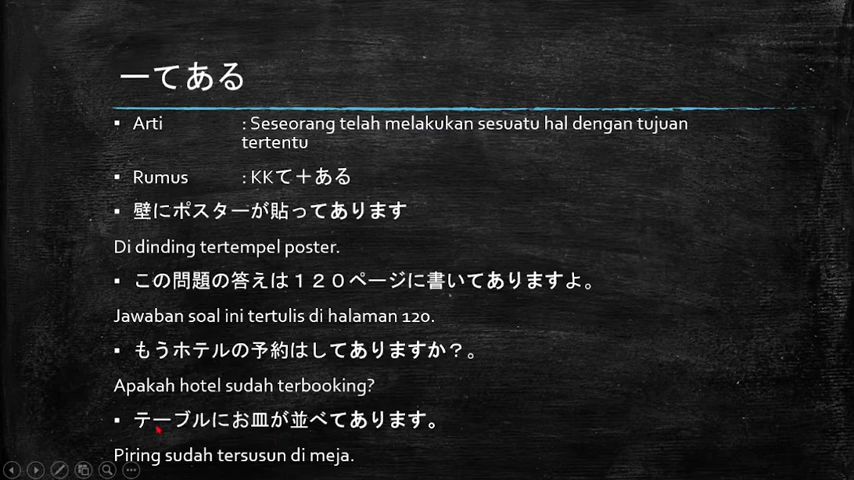 ーてある
▪ Arti : Seseorang telah melakukan sesuatu hal dengan tujuan
tertentu
▪ Rumus : KKて＋ある
▪ 壁にポスターが貼ってあります
Di dinding tertempel poster.
▪ この問題の答えは１２０ページに書いてありますよ。
Jawaban soal ini tertulis di halaman 120.
▪ もうホテルの予約はしてありますか？。
Apakah hotel sudah terbooking?
▪ テーブルにお皿が並べてあります。
Piring sudah tersusun di meja.